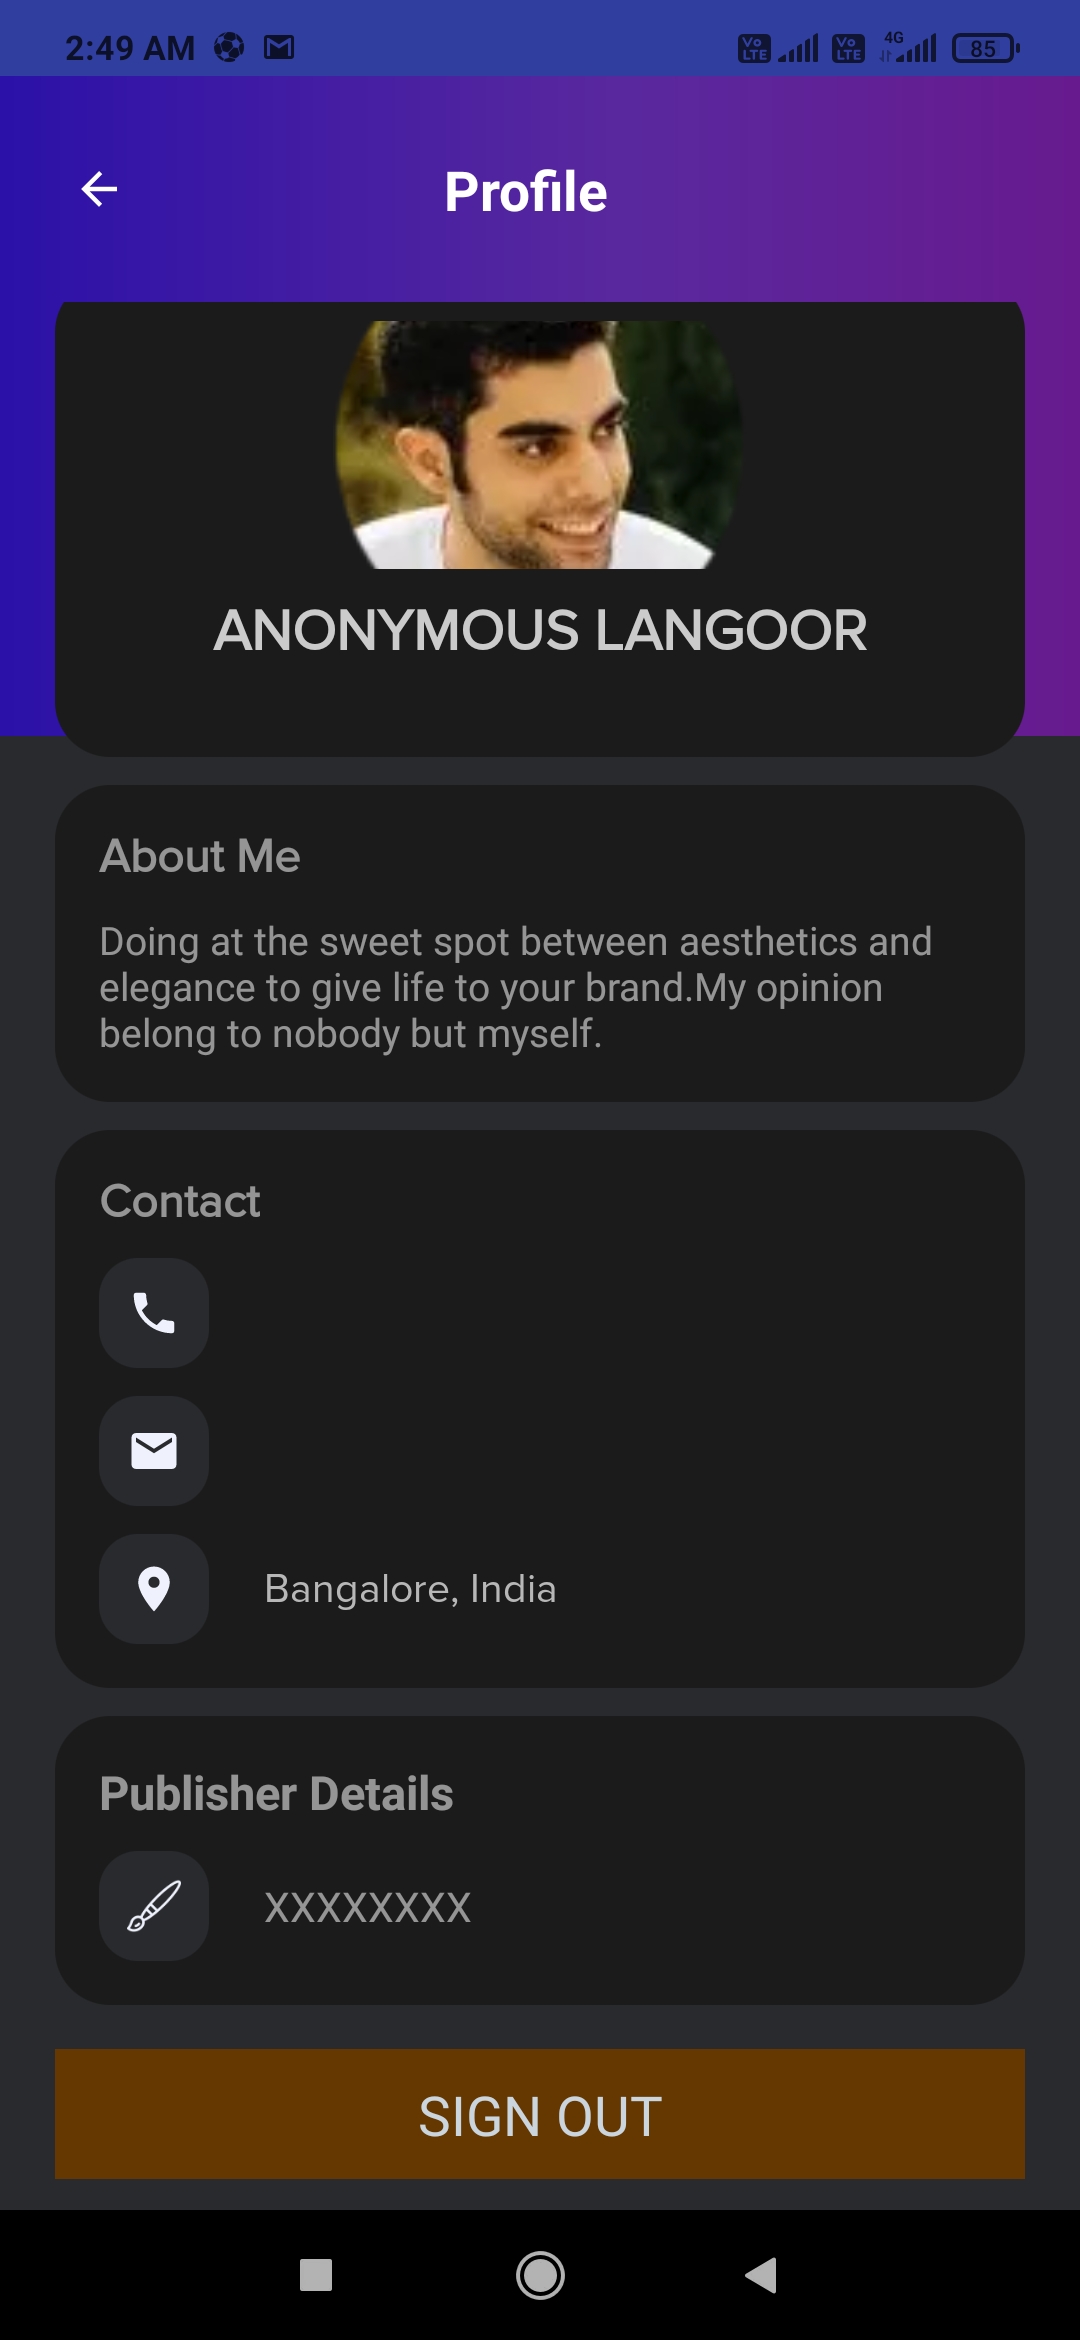 2:49 AM
Vo LTE
Vo LTE
4G
85
Profile
ANONYMOUS LANGOOR
About Me
Doing at the sweet spot between aesthetics and
elegance to give life to your brand.My opinion
belong to nobody but myself.
Contact
Bangalore, India
Publisher Details
XXXXXXXX
SIGN OUT